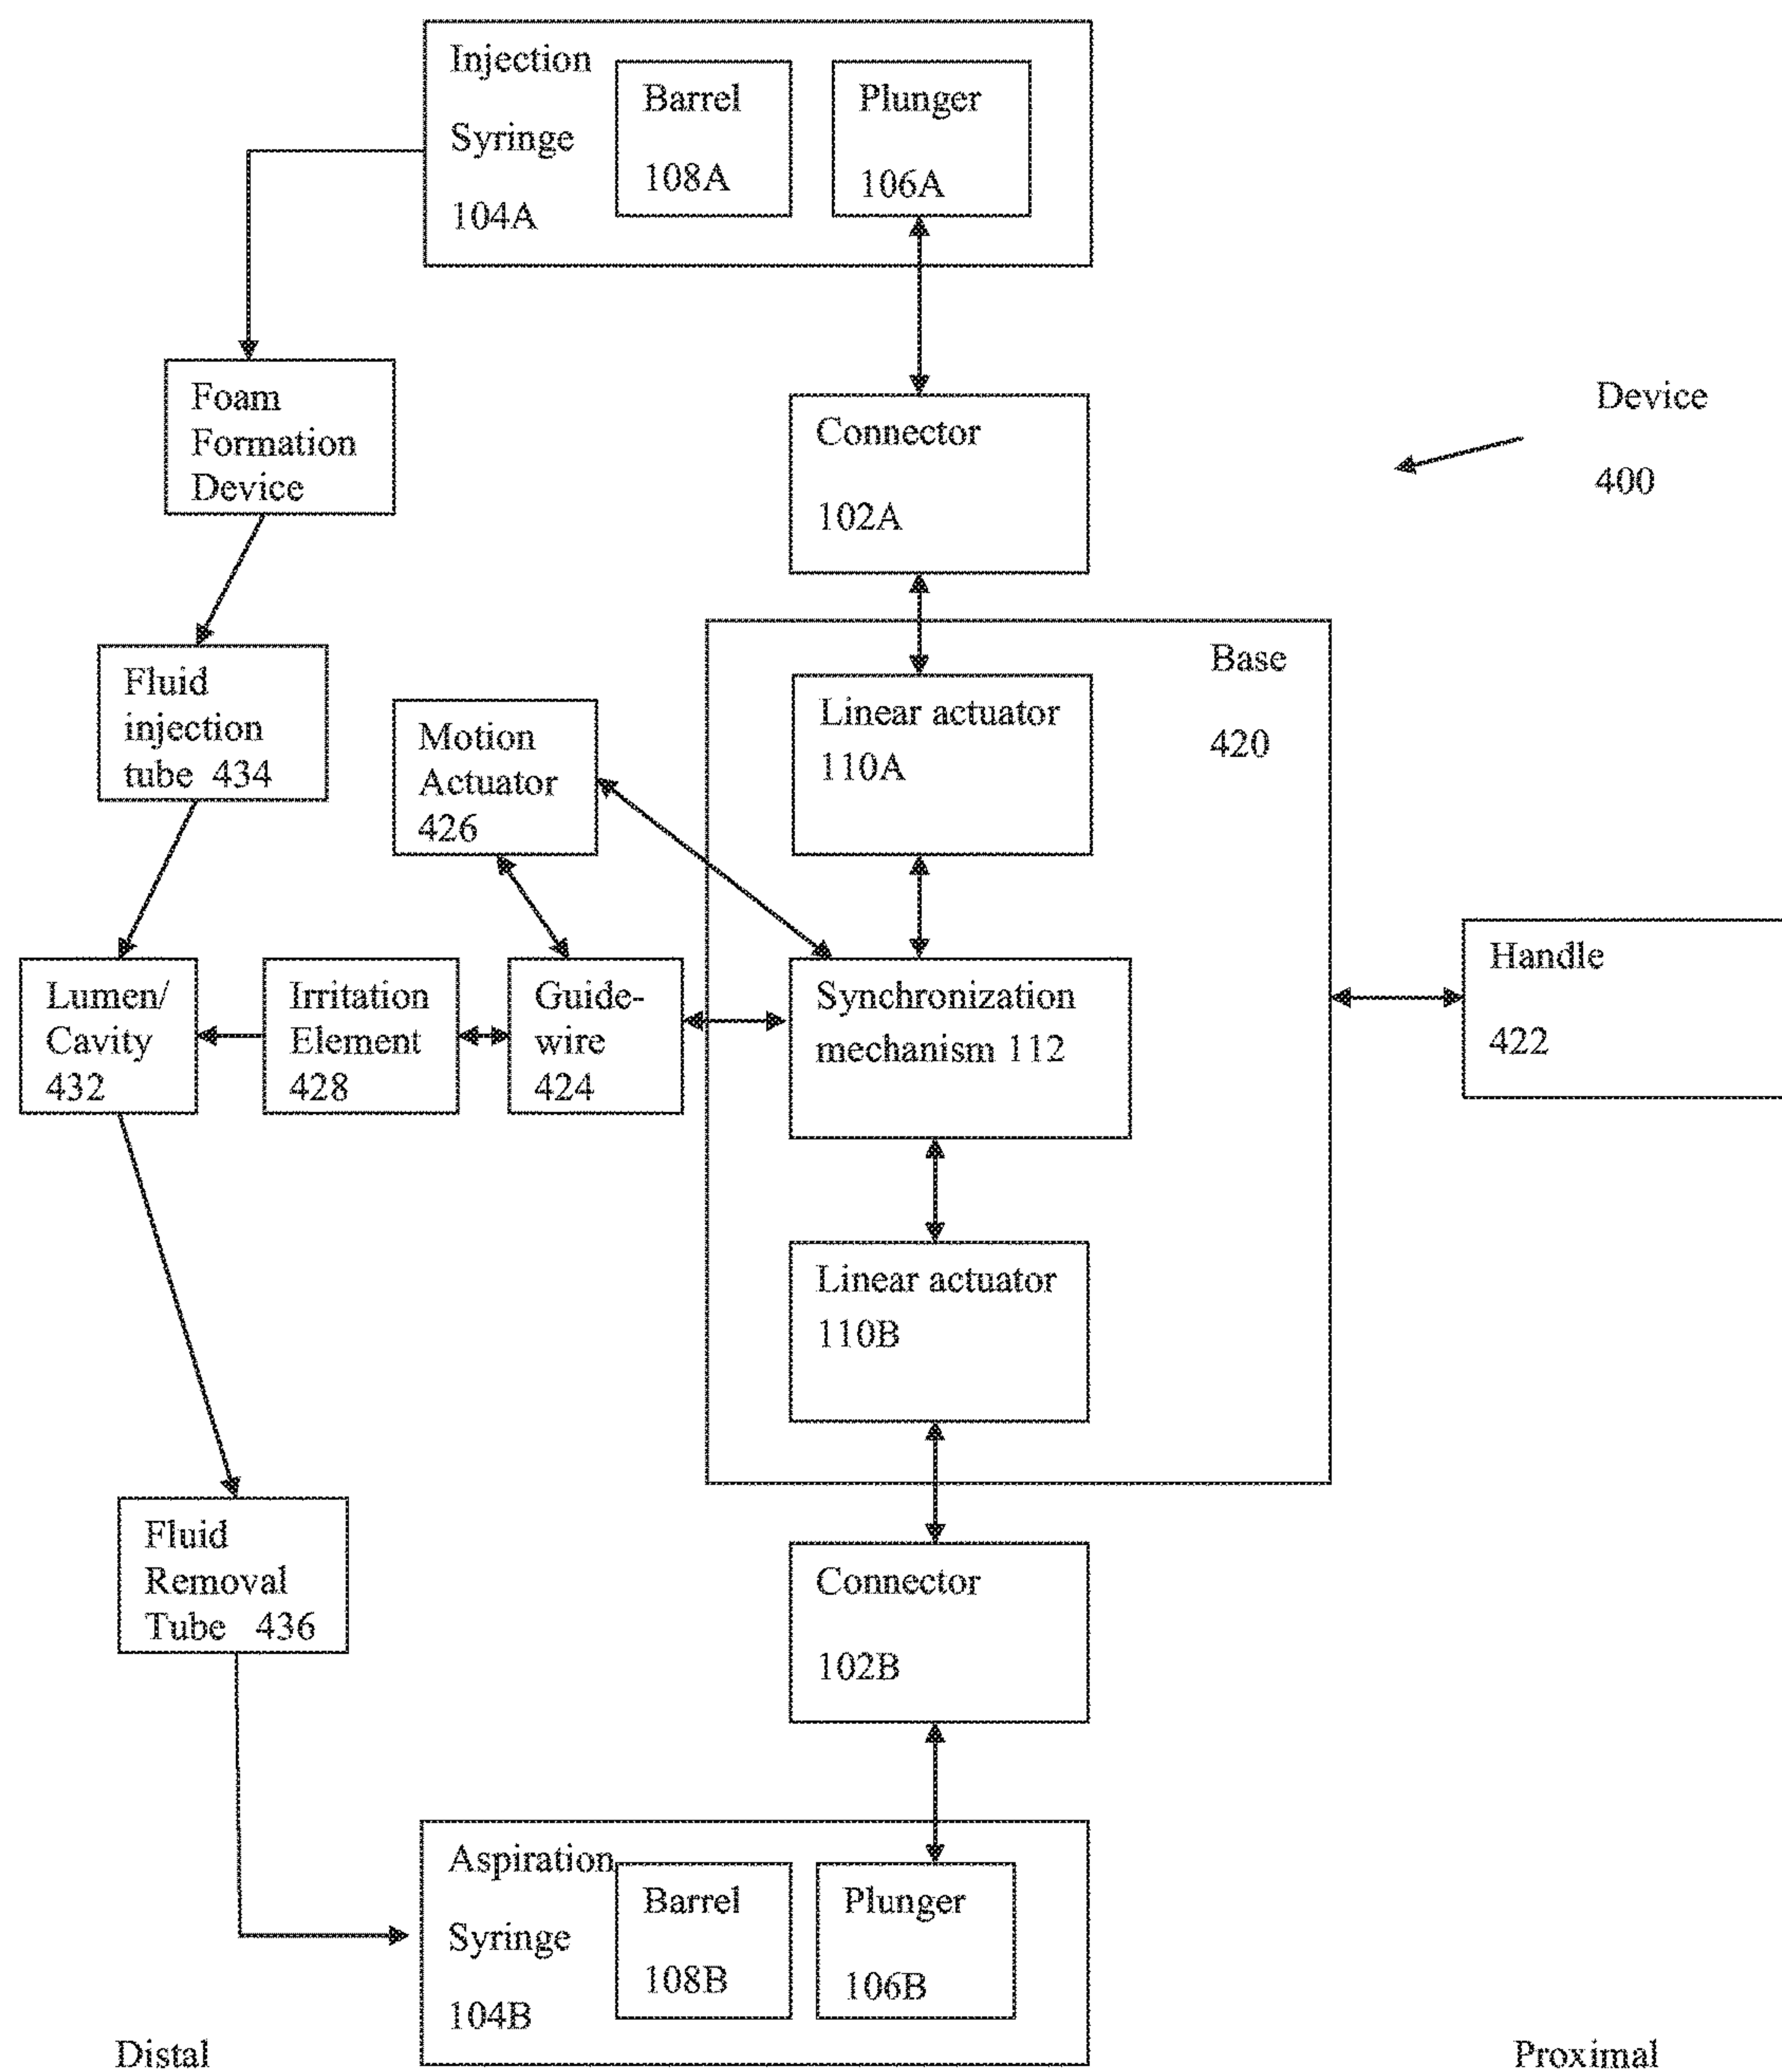 Injection
Syringe
104A
Barrel
108A
Plunger
106A
Foam
Formation
Device
Connector
102A
Device
400
Fluid
injection
tube 434
Motion
Actuator
426
Base
420
Linear actuator
110A
Lumen/
Cavity
432
Irritation
Element
428
Guide-
wire
424
Synchronization
mechanism 112
Handle
422
Linear actuator
110B
Fluid
Removal
Tube 436
Connector
102B
Aspiration
Syringe
104B
Barrel
108B
Plunger
106B
Distal
Proximal